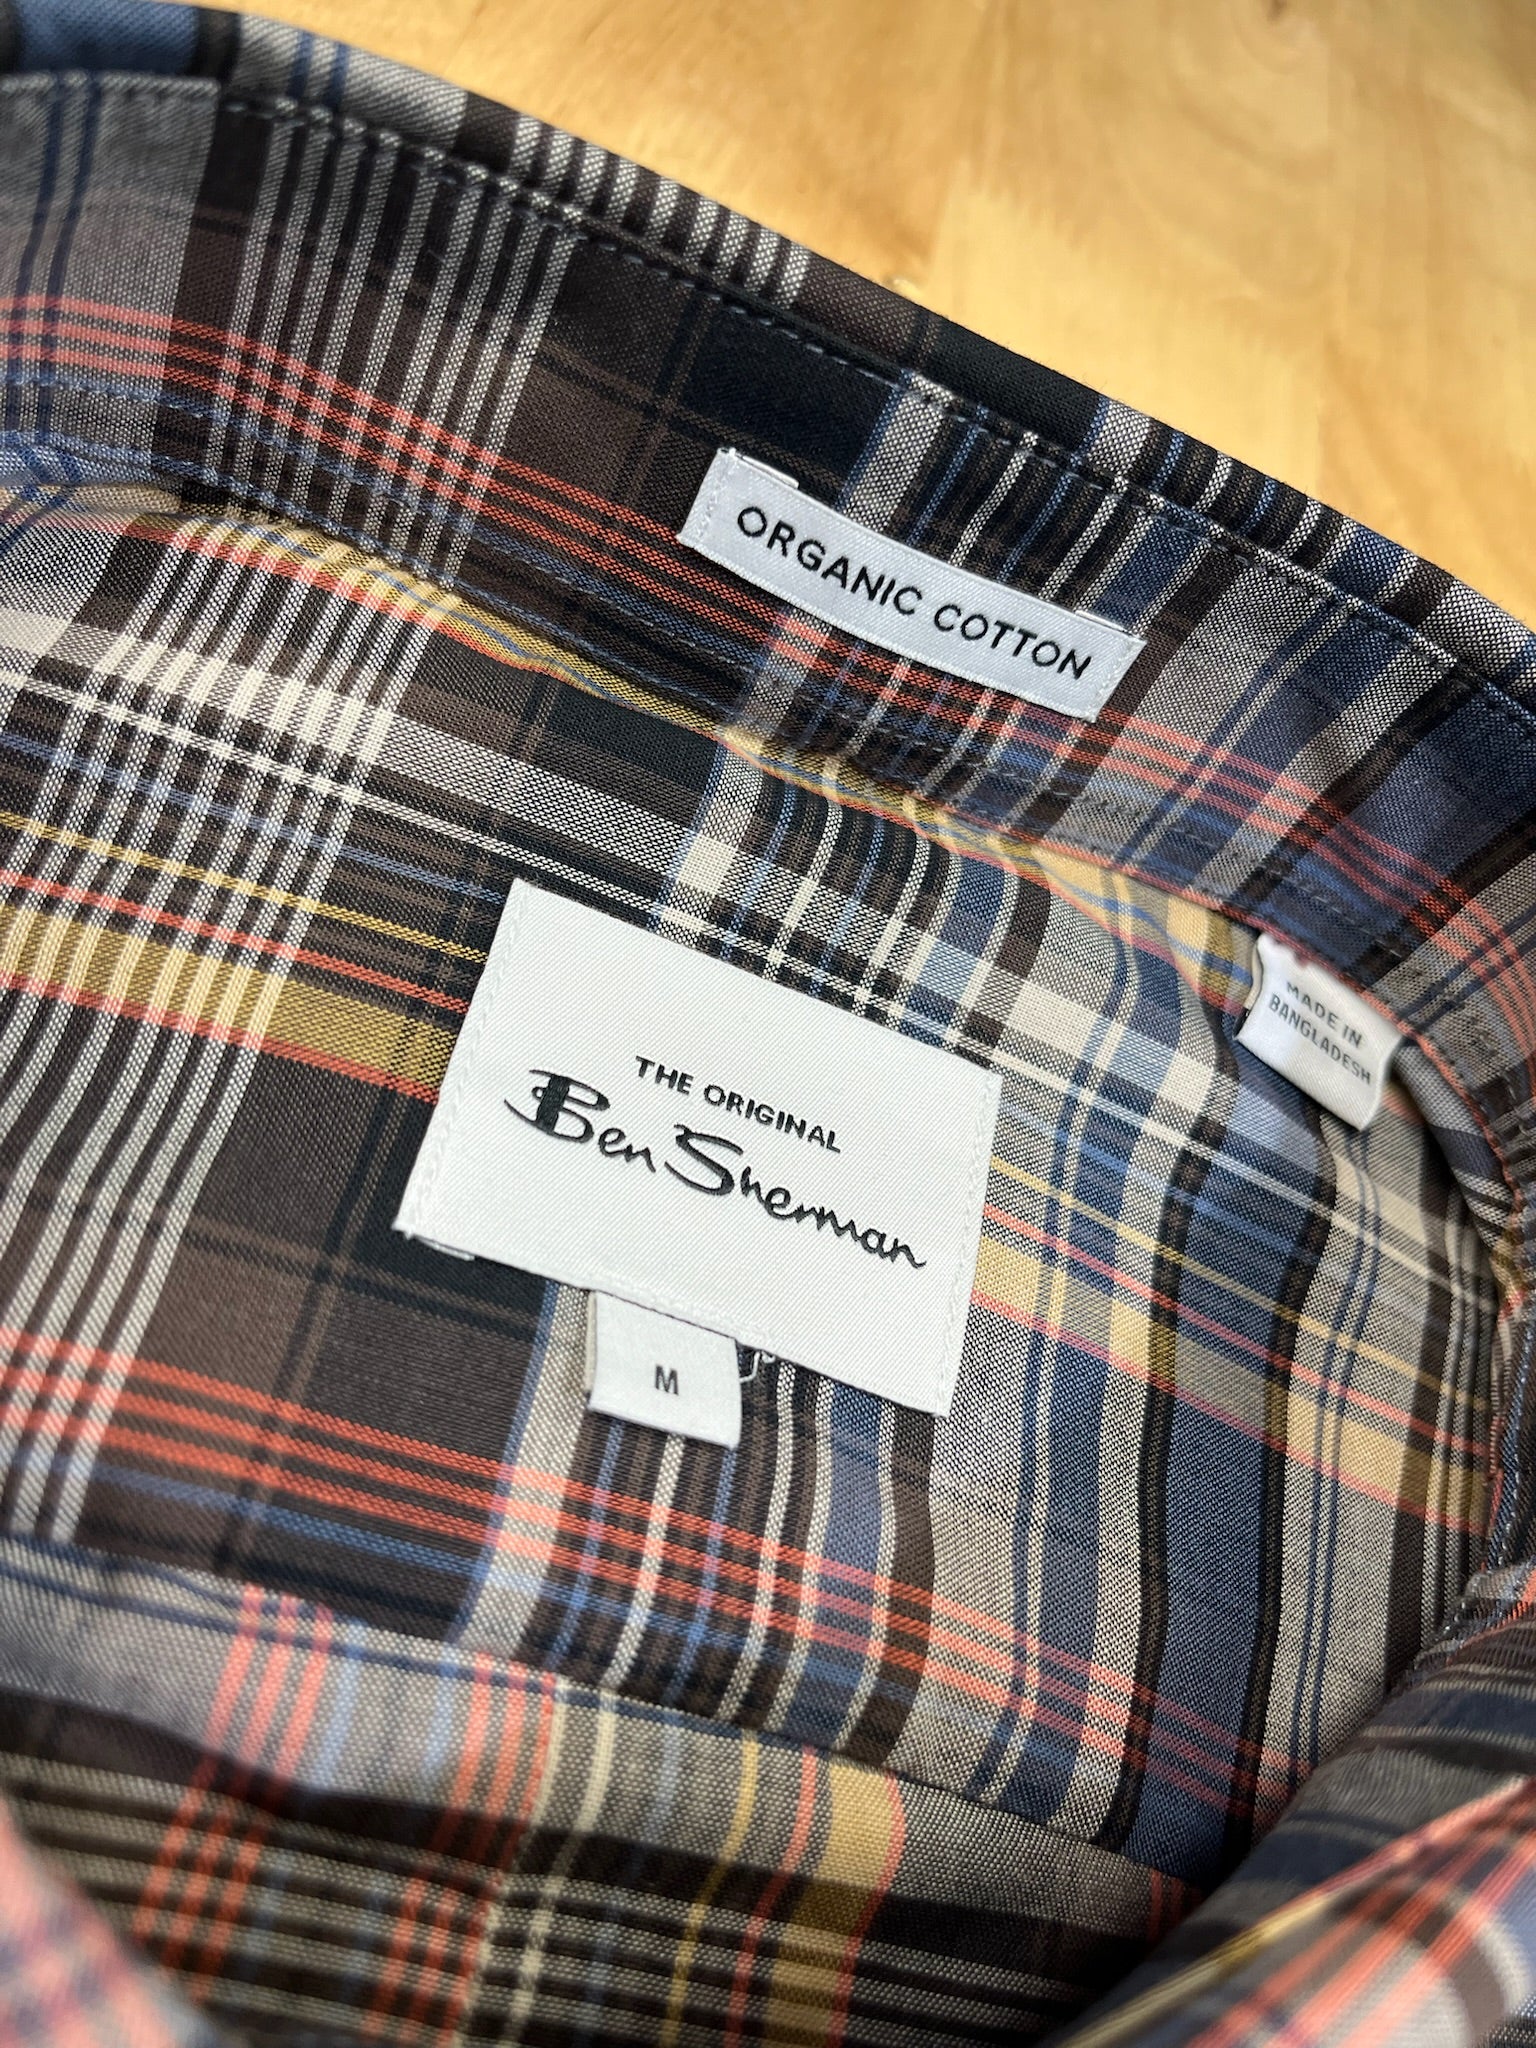 ORGANIC COTTON
MADE IN
BANGLADESH
THE ORIGINAL
Ben Sherman
M